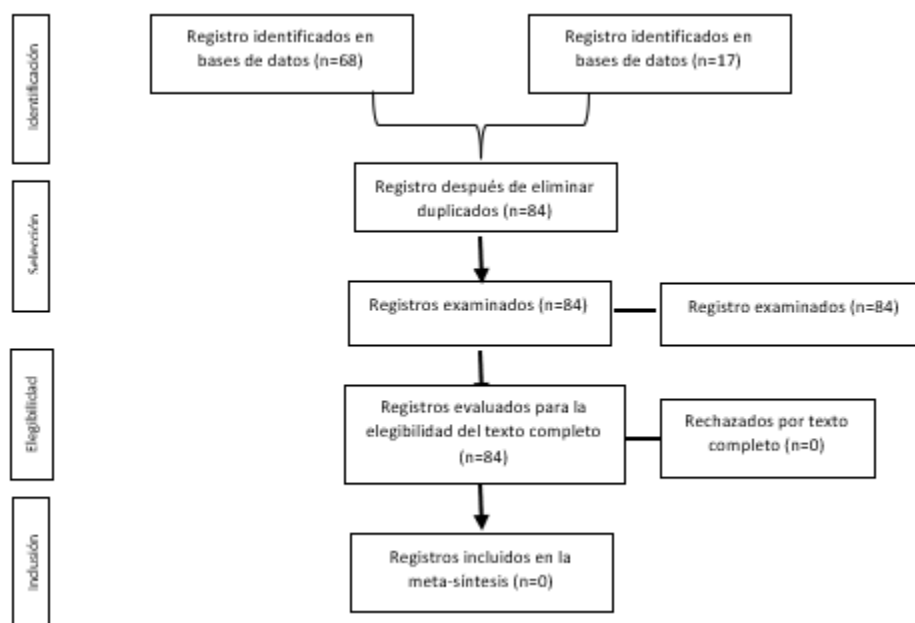 Identificación
Registro identificados en
bases de datos (n=68)
Registro identificados en
bases de datos (n=17)
Selección
Registro después de eliminar
duplicados (n=84)
Registros examinados (n=84)
Registro examinados (n=84)
Elegibilidad
Registros evaluados para la
elegibilidad del texto completo
(n=84)
Rechazados por texto
completo (n=0)
Inclusión
Registros incluidos en la
meta-síntesis (n=0)